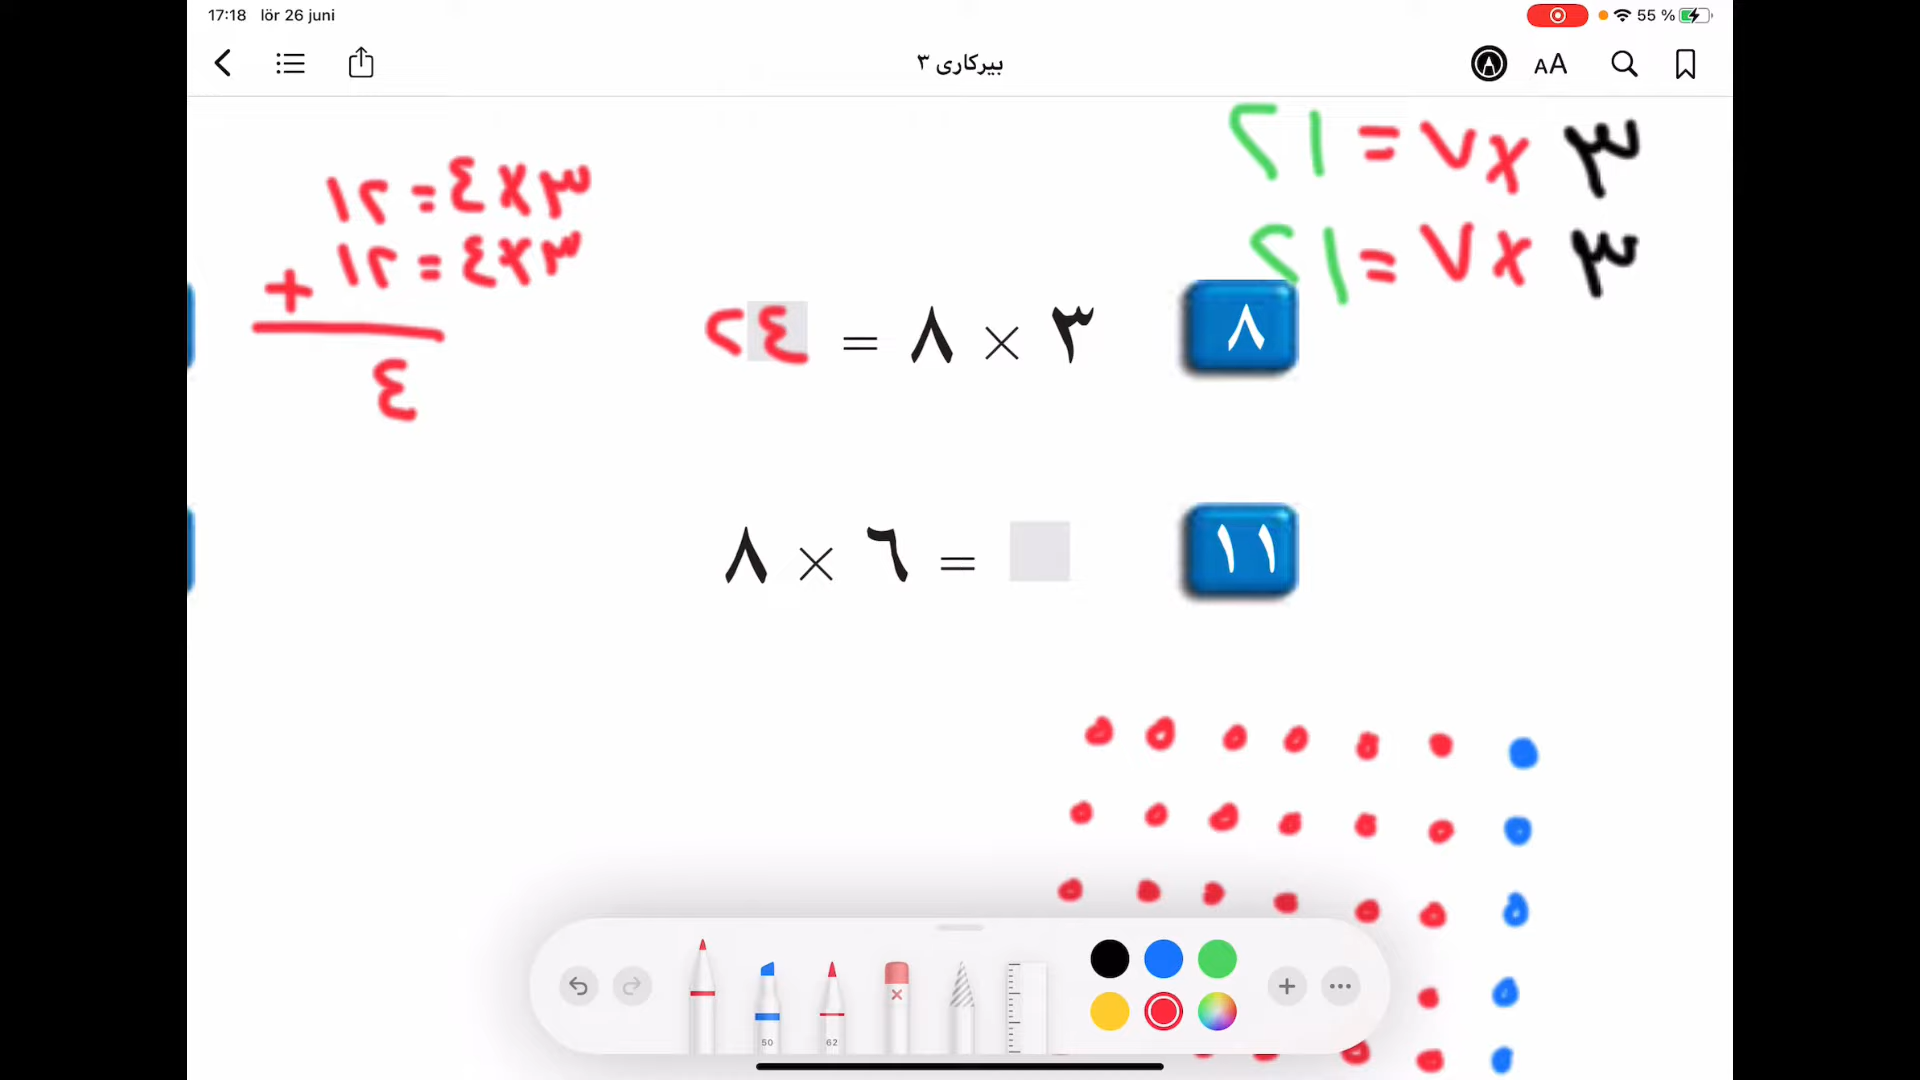 17:18 lör 26 juni
55 %
بیرکاری ٣
AA
٣ × ٧ = ٢١
٣ × ٧ = ٢١
٣ × ٤ = ١٢
٣ × ٤ = ١٢
+
٤
٨
٣ × ٨ = ٢٤
١١
٨ × ٦ =
50
62